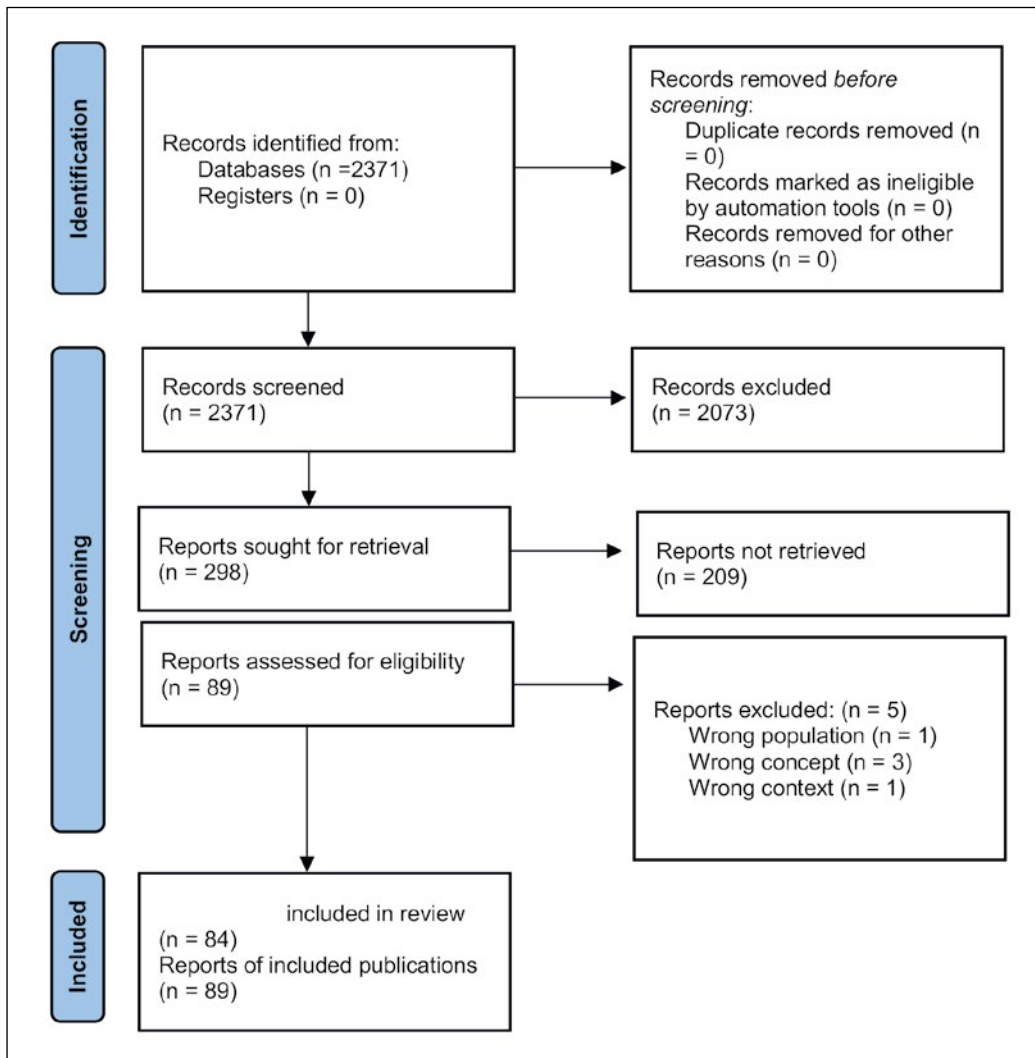 Identification
Records identified from:
Databases (n =2371)
Registers (n = 0)
Records removed before
screening:
Duplicate records removed (n
= 0)
Records marked as ineligible
by automation tools (n = 0)
Records removed for other
reasons (n = 0)
Screening
Records screened
(n = 2371)
Records excluded
(n = 2073)
Reports sought for retrieval
(n = 298)
Reports not retrieved
(n = 209)
Reports assessed for eligibility
(n = 89)
Reports excluded: (n = 5)
Wrong population (n = 1)
Wrong concept (n = 3)
Wrong context (n = 1)
Included
included in review
(n = 84)
Reports of included publications
(n = 89)